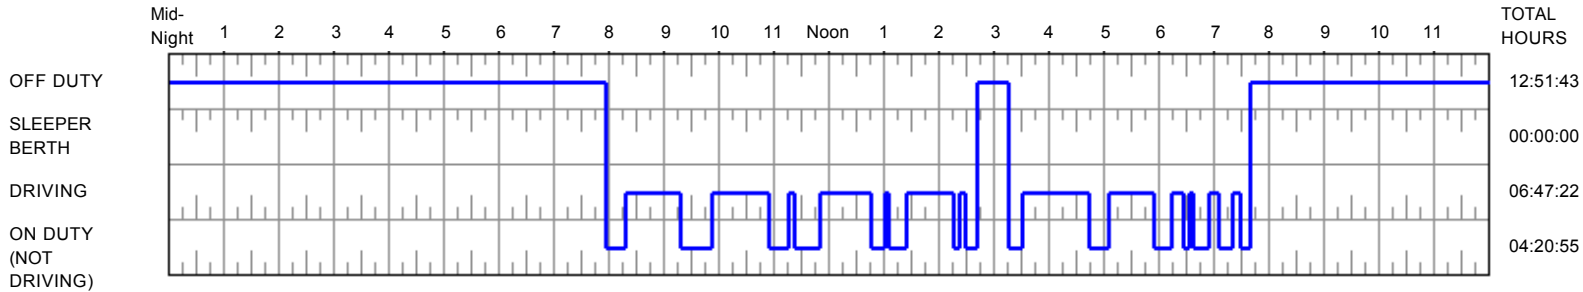 Mid-
Night 1 2 3 4 5 6 7 8 9 10 11 Noon 1 2 3 4 5 6 7 8 9 10 11
TOTAL
HOURS
OFF DUTY 12:51:43
SLEEPER
BERTH 00:00:00
DRIVING 06:47:22
ON DUTY
(NOT
DRIVING) 04:20:55